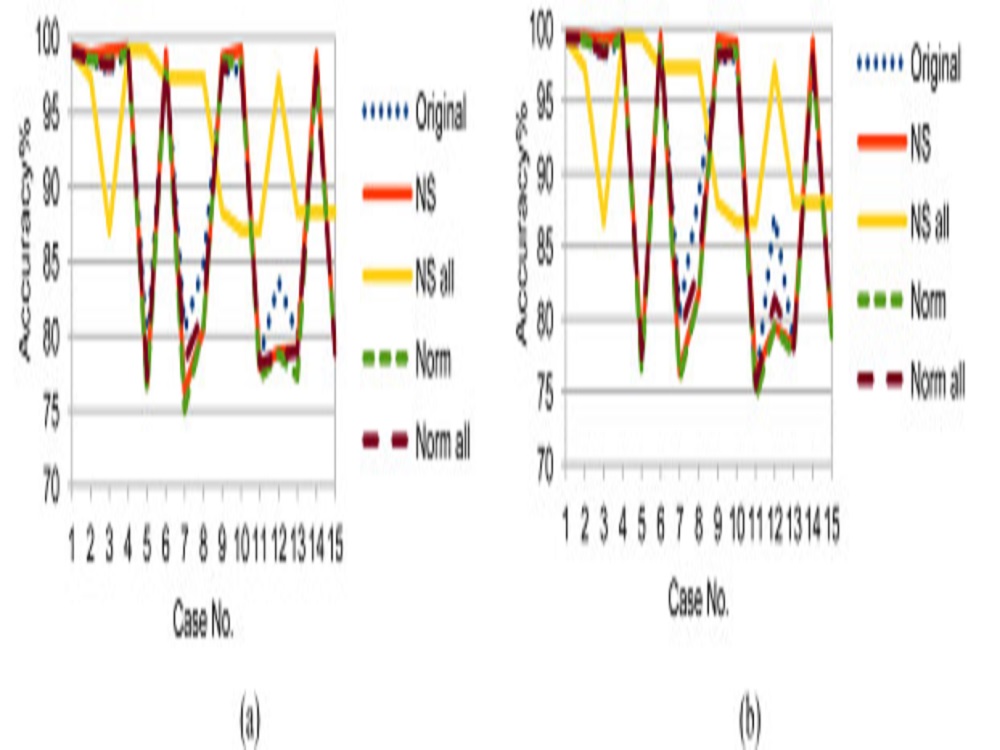 100
95
90
85
80
75
70
Accuracy%
1 2 3 4 5 6 7 8 9 10 11 12 13 14 15
Case No.
Original
NS
NS all
Norm
Norm all
(a)
100
95
90
85
80
75
70
Accuracy%
1 2 3 4 5 6 7 8 9 10 11 12 13 14 15
Case No.
Original
NS
NS all
Norm
Norm all
(b)